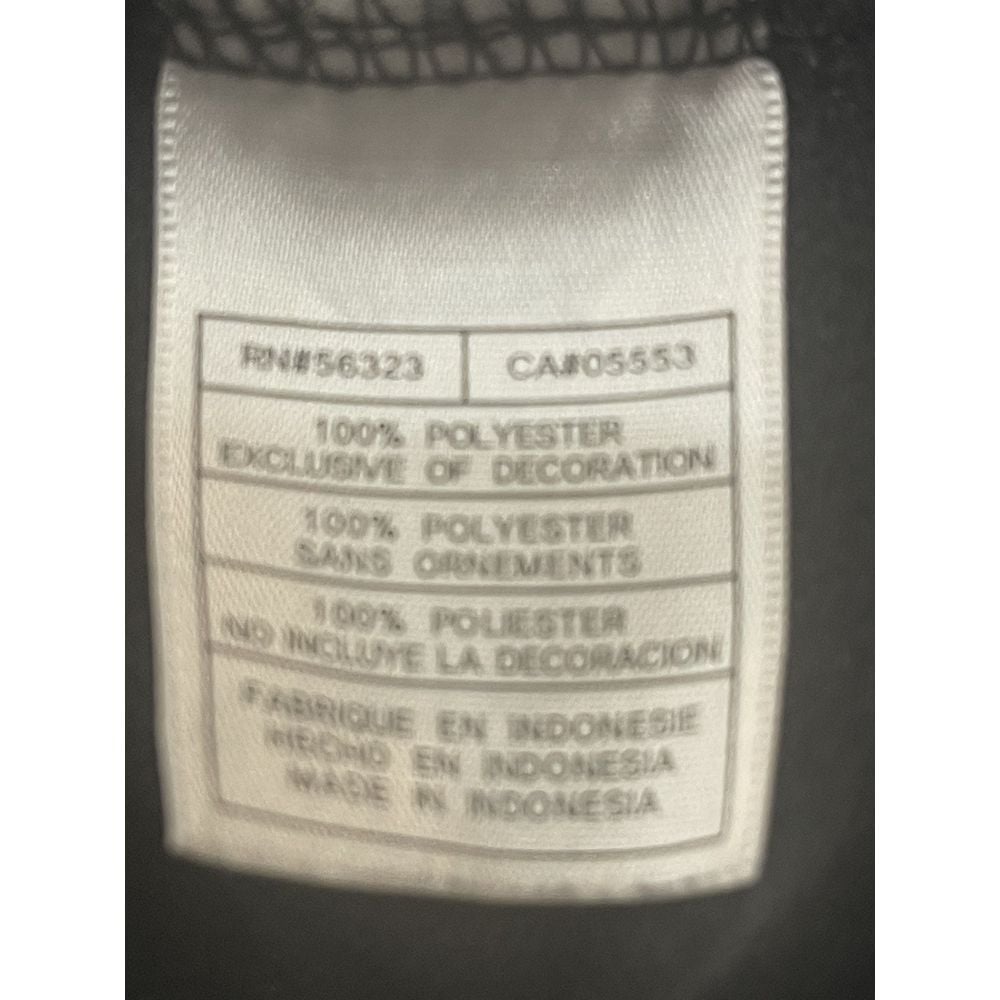 RN#56323 CA#05553
100% POLYESTER
EXCLUSIVE OF DECORATION
100% POLYESTER
SANS ORNEMENTS
100% POLIESTER
NO INCLUYE LA DECORACION
FABRIQUE EN INDONESIE
HECHO EN INDONESIA
MADE IN INDONESIA